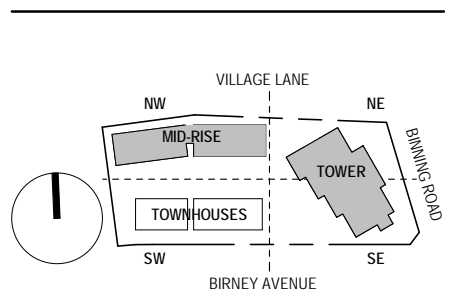 VILLAGE LANE
NW
NE
MID-RISE
BINNING ROAD
TOWER
TOWNHOUSES
SW
SE
BIRNEY AVENUE